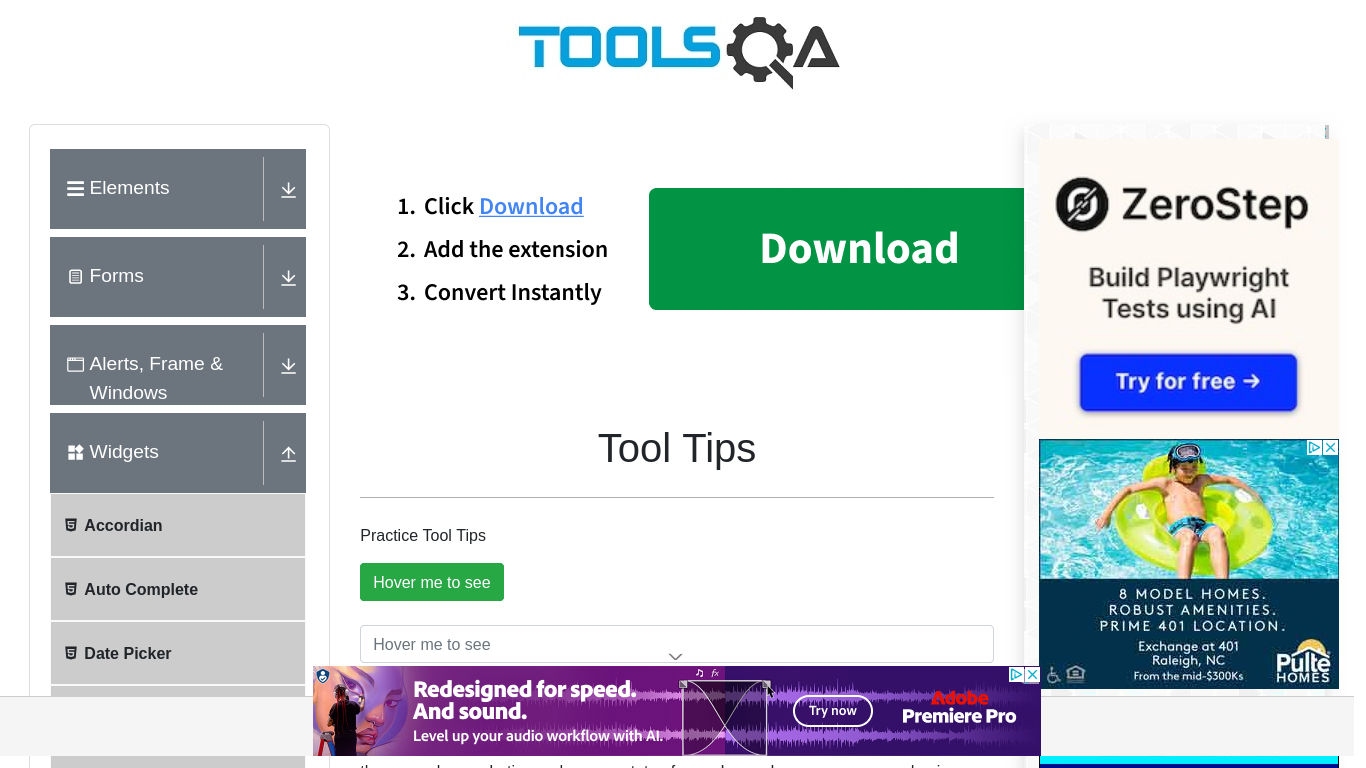 TOOLSQA
Elements
Forms
Alerts, Frame &
Windows
Widgets
Accordian
Auto Complete
Date Picker
1. Click Download
2. Add the extension
3. Convert Instantly
Download
Tool Tips
Practice Tool Tips
Hover me to see
Hover me to see
ZeroStep
Build Playwright
Tests using AI
Try for free →
8 MODEL HOMES.
ROBUST AMENITIES.
PRIME 401 LOCATION.
Exchange at 401
Raleigh, NC
From the mid-$300Ks
Pulte
HOMES
Redesigned for speed.
And sound.
Level up your audio workflow with AI.
fx
Try now
Adobe
Premiere Pro